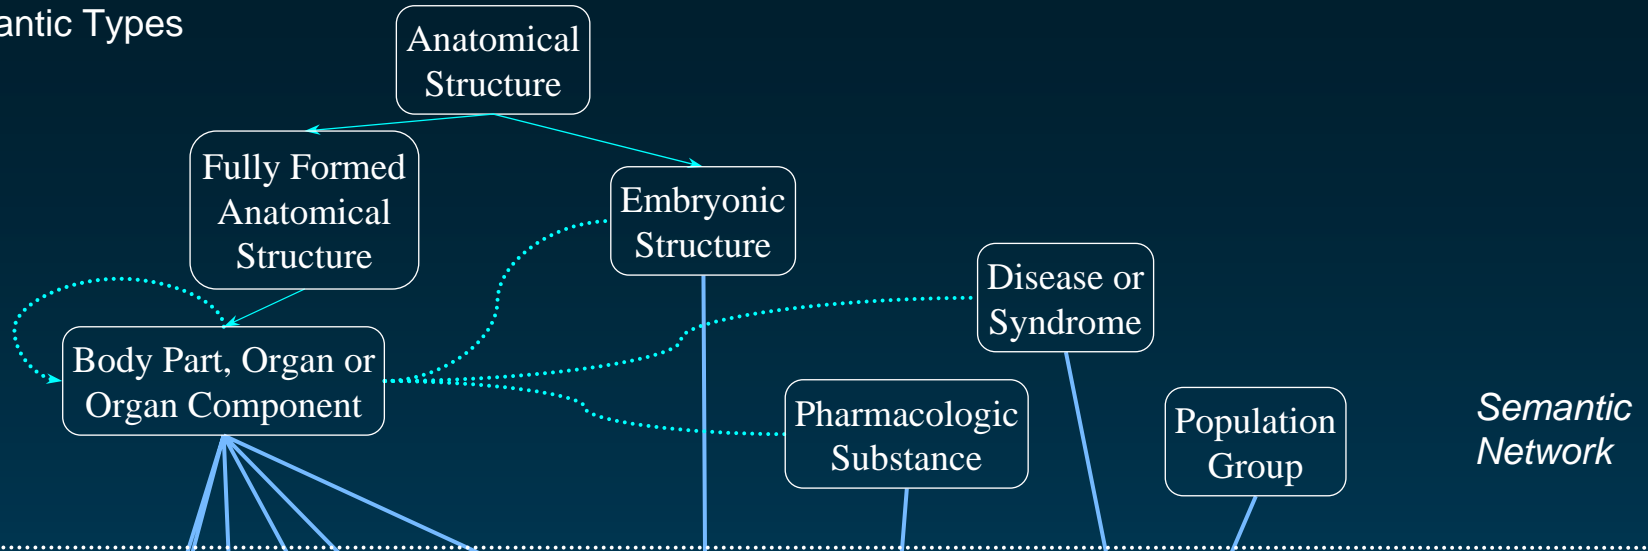 antic Types
Anatomical
Structure
Fully Formed
Anatomical
Structure
Embryonic
Structure
Disease or
Syndrome
Body Part, Organ or
Organ Component
Pharmacologic
Substance
Population
Group
Semantic
Network